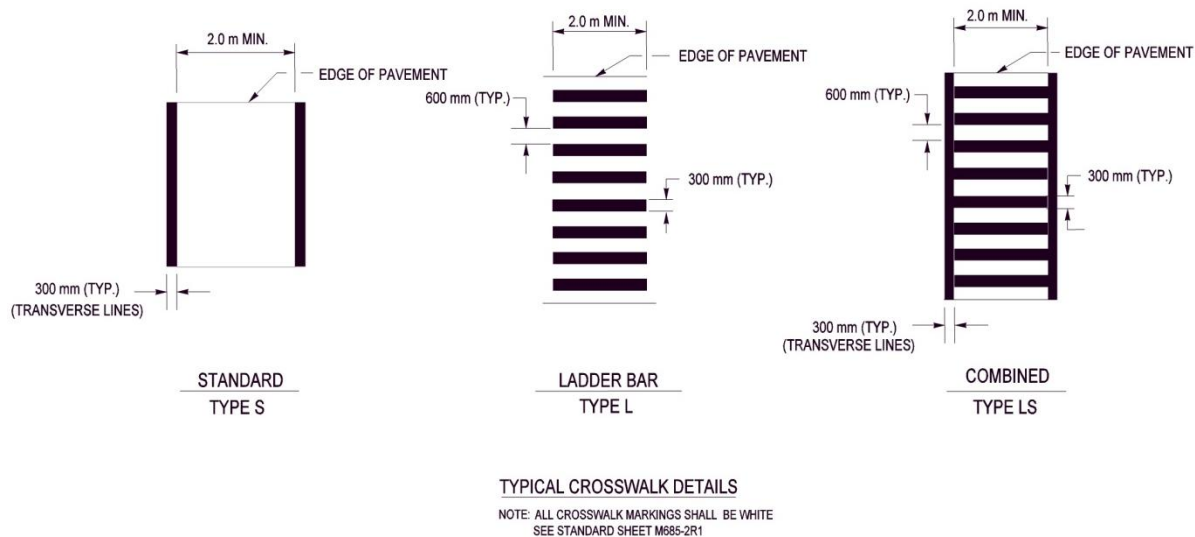 2.0 m MIN.
EDGE OF PAVEMENT
300 mm (TYP.)
(TRANSVERSE LINES)
STANDARD
TYPE S
2.0 m MIN.
EDGE OF PAVEMENT
600 mm (TYP.)
300 mm (TYP.)
LADDER BAR
TYPE L
2.0 m MIN.
EDGE OF PAVEMENT
600 mm (TYP.)
300 mm (TYP.)
300 mm (TYP.)
(TRANSVERSE LINES)
COMBINED
TYPE LS
TYPICAL CROSSWALK DETAILS
NOTE: ALL CROSSWALK MARKINGS SHALL BE WHITE
SEE STANDARD SHEET M685-2R1